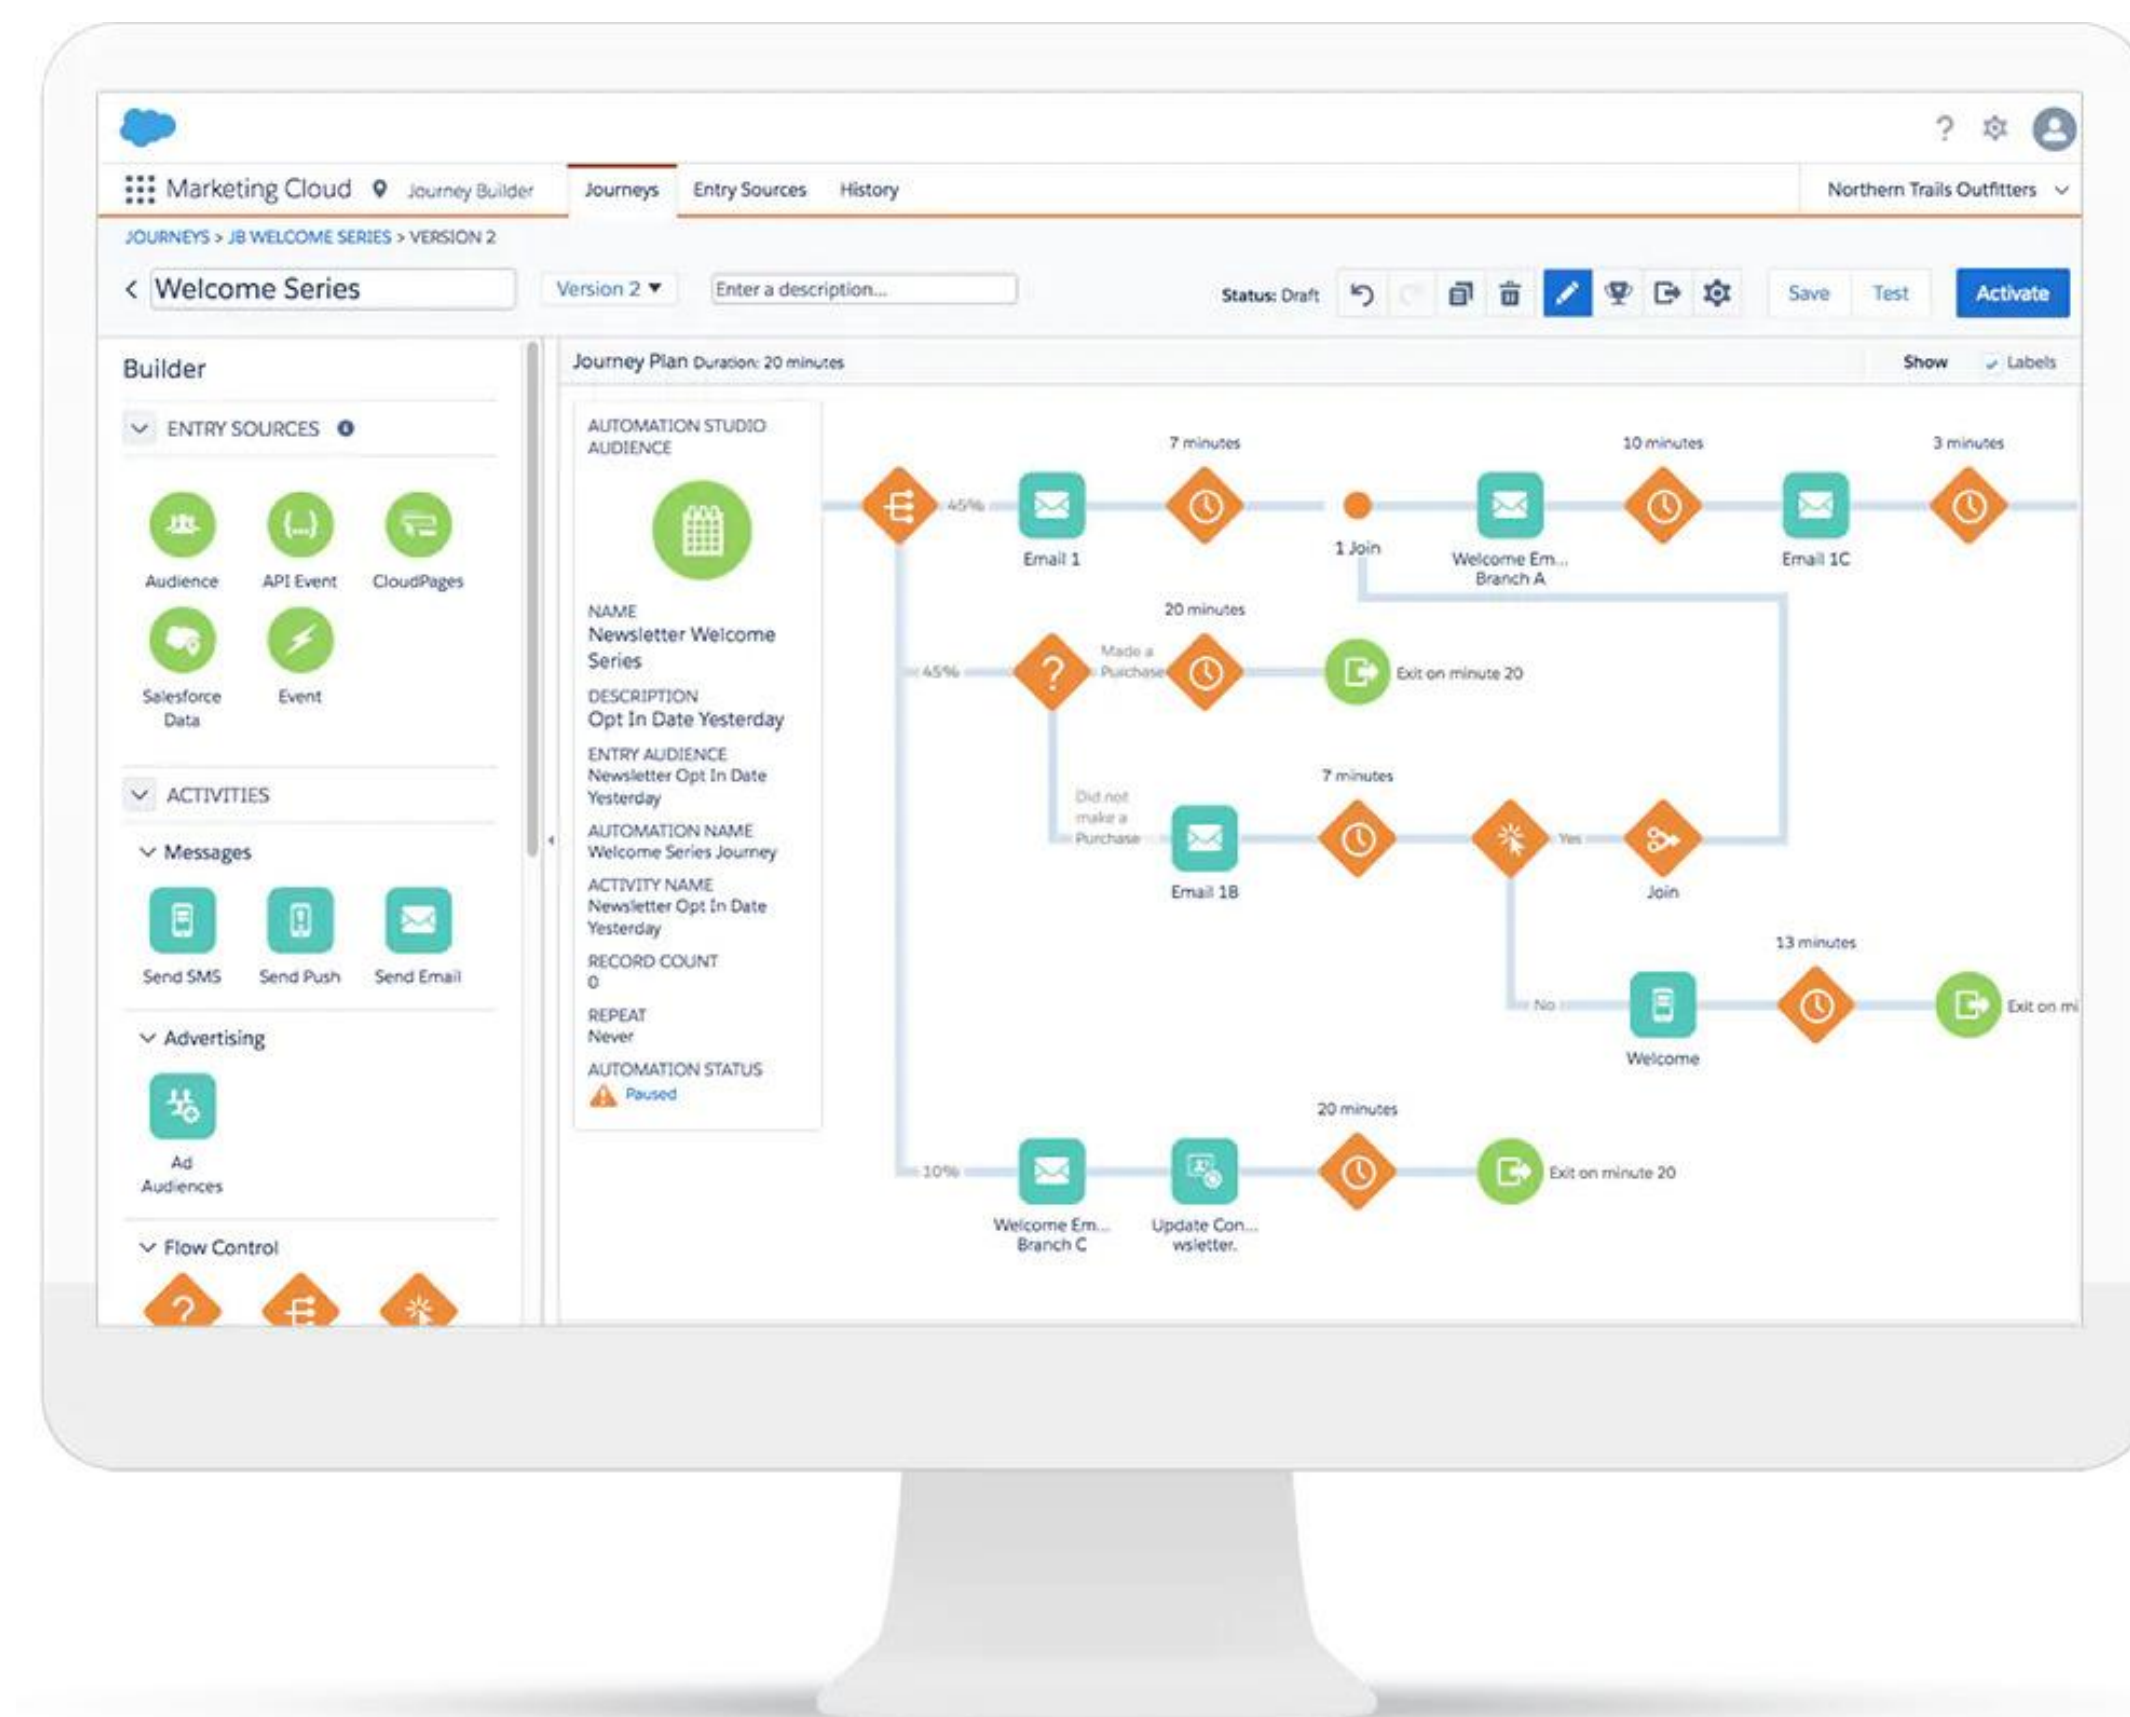 Marketing Cloud
Journey Builder
Journeys
Entry Sources
History
Northern Trails Outfitters
JOURNEYS > JB WELCOME SERIES > VERSION 2
< Welcome Series
Version 2
Enter a description...
Status: Draft
Save
Test
Activate
Builder
ENTRY SOURCES
Audience
API Event
CloudPages
Salesforce
Data
Event
ACTIVITIES
Messages
Send SMS
Send Push
Send Email
Advertising
Ad
Audiences
Flow Control
Journey Plan Duration: 20 minutes
Show
Labels
AUTOMATION STUDIO
AUDIENCE
NAME
Newsletter Welcome
Series
DESCRIPTION
Opt In Date Yesterday
ENTRY AUDIENCE
Newsletter Opt In Date
Yesterday
AUTOMATION NAME
Welcome Series Journey
ACTIVITY NAME
Newsletter Opt In Date
Yesterday
RECORD COUNT
0
REPEAT
Never
AUTOMATION STATUS
Paused
7 minutes
10 minutes
3 minutes
45%
Email 1
1 Join
Welcome Em...
Branch A
Email 1C
20 minutes
45%
Made a
Purchase
Exit on minute 20
7 minutes
Did not
make a
Purchase
Yes
Email 1B
Join
13 minutes
No
Exit on mi
Welcome
20 minutes
10%
Exit on minute 20
Welcome Em...
Branch C
Update Con...
wsletter.